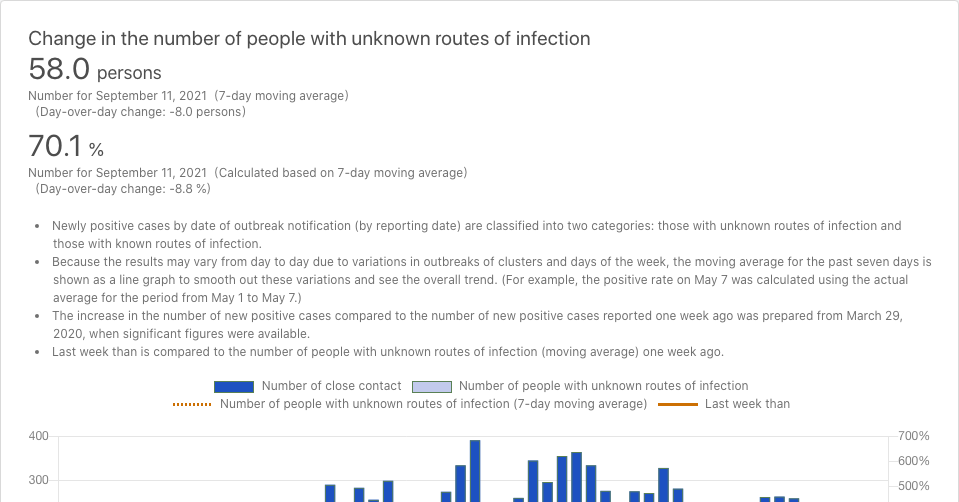 Change in the number of people with unknown routes of infection
58.0 persons
Number for September 11, 2021 (7-day moving average)
(Day-over-day change: -8.0 persons)
70.1 %
Number for September 11, 2021 (Calculated based on 7-day moving average)
(Day-over-day change: -8.8 %)
• Newly positive cases by date of outbreak notification (by reporting date) are classified into two categories: those with unknown routes of infection and
those with known routes of infection.
• Because the results may vary from day to day due to variations in outbreaks of clusters and days of the week, the moving average for the past seven days is
shown as a line graph to smooth out these variations and see the overall trend. (For example, the positive rate on May 7 was calculated using the actual
average for the period from May 1 to May 7.)
• The increase in the number of new positive cases compared to the number of new positive cases reported one week ago was prepared from March 29,
2020, when significant figures were available.
• Last week than is compared to the number of people with unknown routes of infection (moving average) one week ago.
Number of close contact Number of people with unknown routes of infection
Number of people with unknown routes of infection (7-day moving average) Last week than
400 700%
600%
300 500%